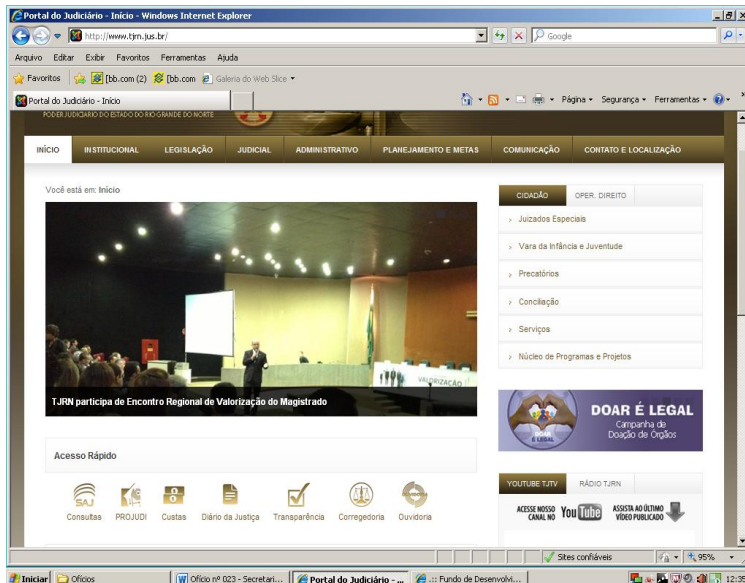 Portal do Judiciário - Início - Windows Internet Explorer
http://www.tjrn.jus.br/
Google
Arquivo Editar Exibir Favoritos Ferramentas Ajuda
Favoritos [bb.com (2) [bb.com Galeria do Web Slice
Portal do Judiciário - Início
Página Segurança Ferramentas
PODER JUDICIÁRIO DO ESTADO DO RIO GRANDE DO NORTE
INÍCIO INSTITUCIONAL LEGISLAÇÃO JUDICIAL ADMINISTRATIVO PLANEJAMENTO E METAS COMUNICAÇÃO CONTATO E LOCALIZAÇÃO
Você está em: Início
CIDADÃO OPER. DIREITO
Juizados Especiais
Vara da Infância e Juventude
Precatórios
Conciliação
Serviços
Núcleo de Programas e Projetos
VALORIZAÇÃO
TJRN participa de Encontro Regional de Valorização do Magistrado
DOAR É LEGAL
DOAR É LEGAL
Campanha de
Doação de Órgãos
Acesso Rápido
SAJ
OUVIDORIA
Consultas PROJUDI Custas Diário da Justiça Transparência Corregedoria Ouvidoria
YOUTUBE TJTV RÁDIO TJRN
ACESSE NOSSO CANAL NO YouTube
ASSISTA AO ÚLTIMO VÍDEO PUBLICADO
Sites confiáveis 95%
Iniciar Ofícios Ofício nº 023 - Secretari... Portal do Judiciário - ... .:: Fundo de Desenvolvi... 12:35